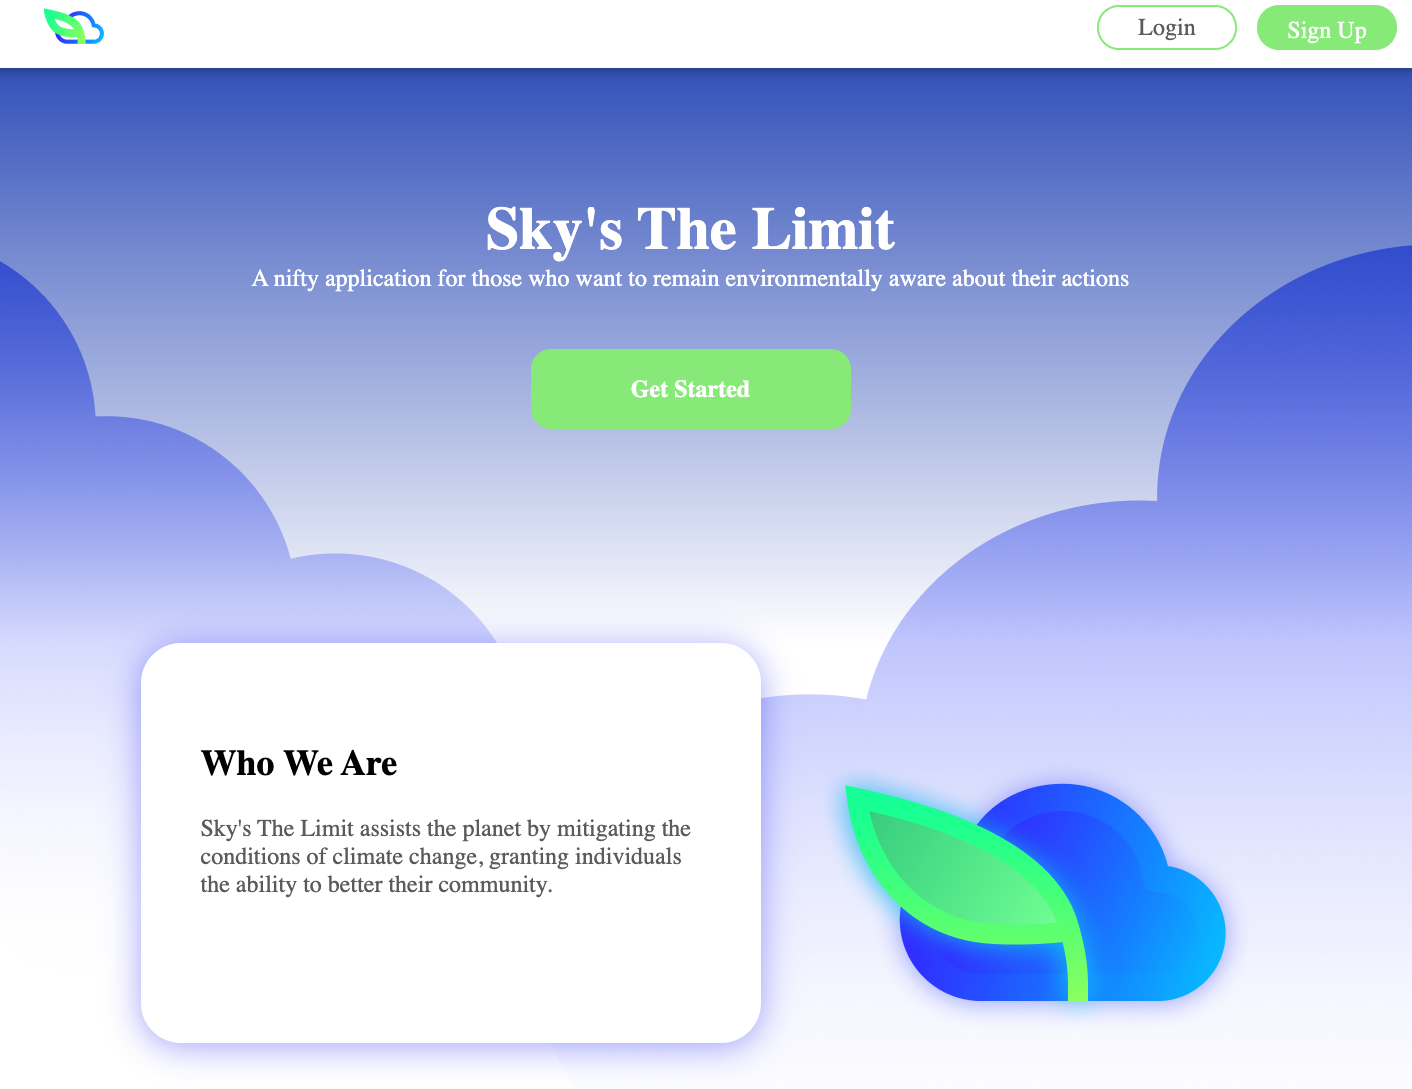 Login
Sign Up
Sky's The Limit
A nifty application for those who want to remain environmentally aware about their actions
Get Started
Who We Are
Sky's The Limit assists the planet by mitigating the
conditions of climate change, granting individuals
the ability to better their community.